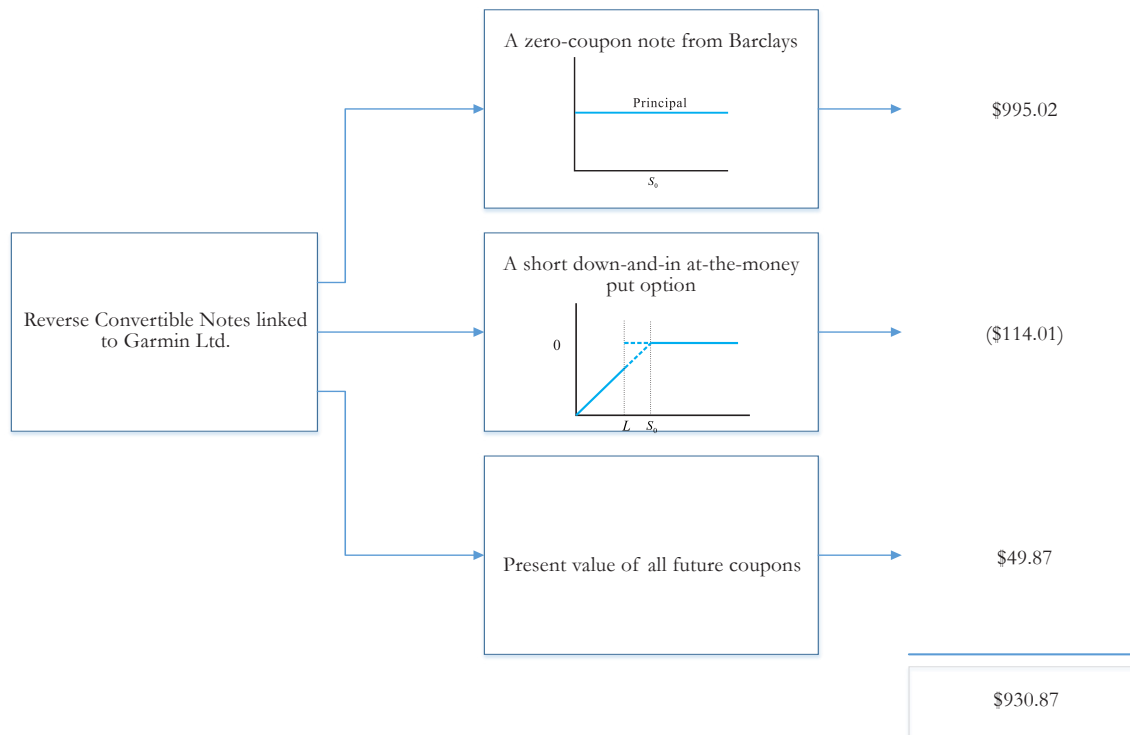 A zero-coupon note from Barclays
Principal
S₀
$995.02
Reverse Convertible Notes linked
to Garmin Ltd.
A short down-and-in at-the-money
put option
0
L S₀
($114.01)
Present value of all future coupons
$49.87
$930.87